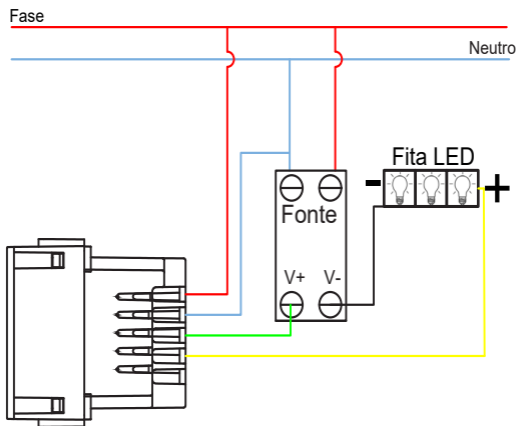 Fase
Neutro
Fita LED
- +
Fonte
V+ V-